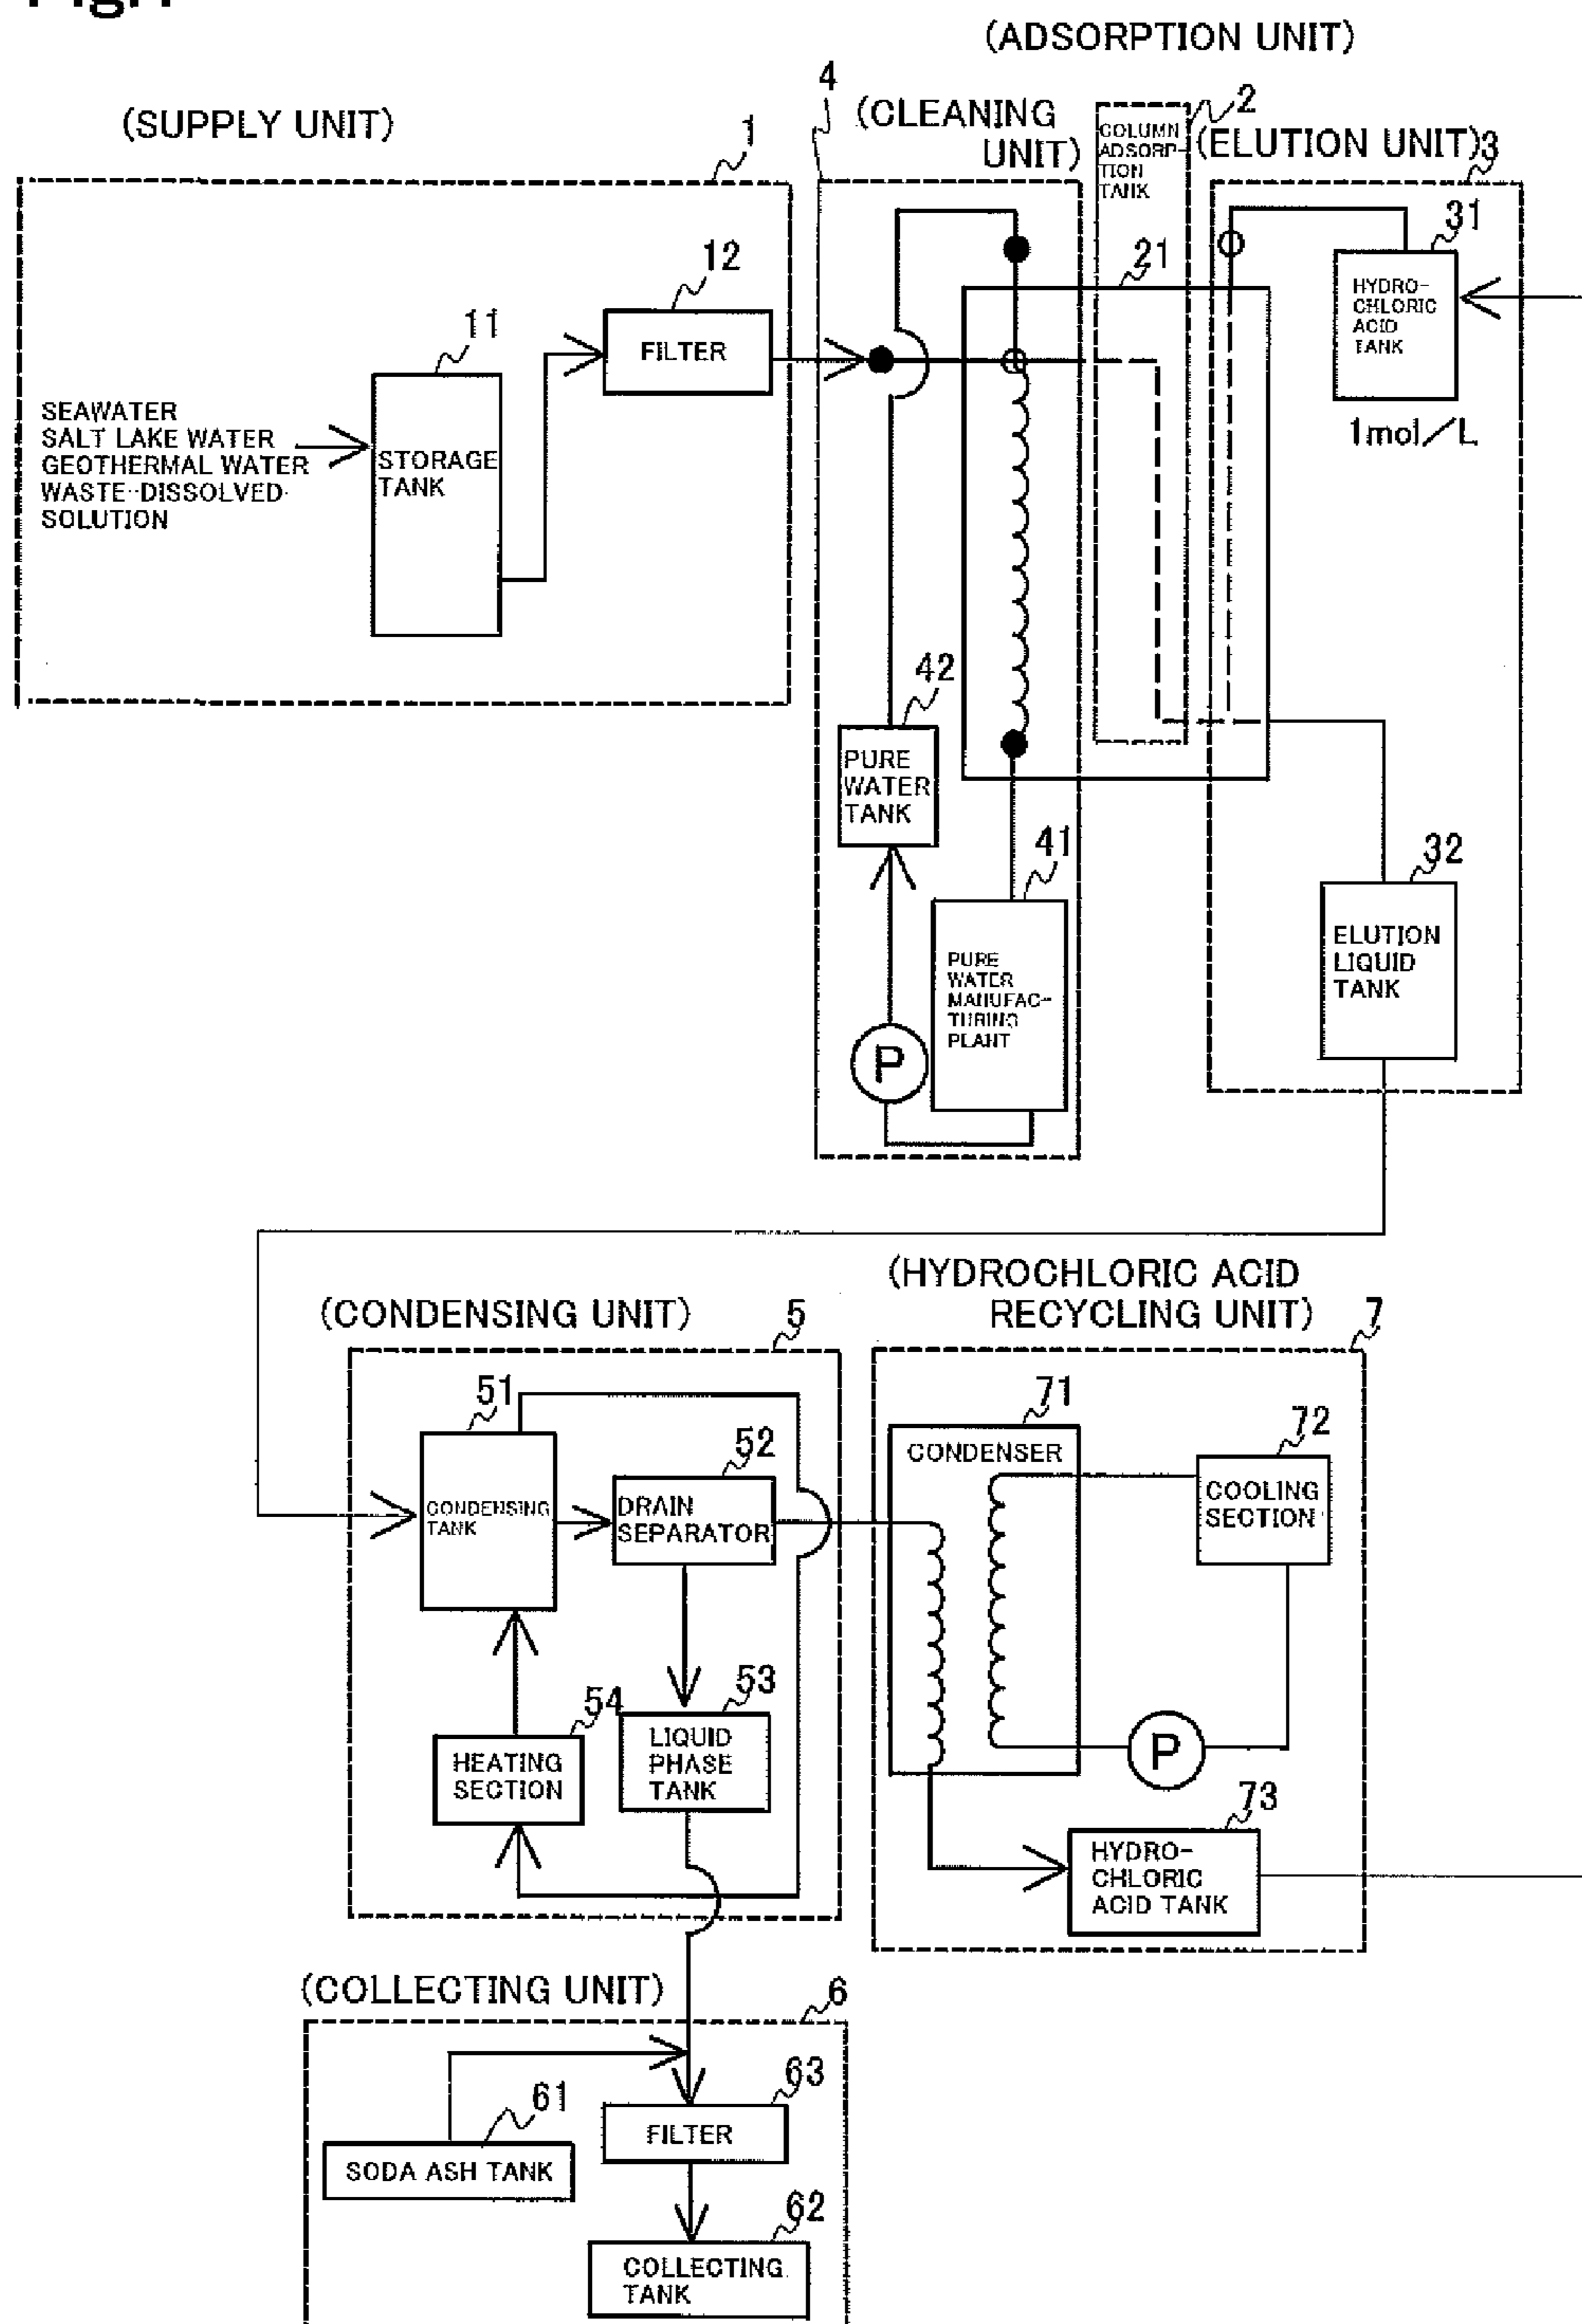 (ADSORPTION UNIT)
4
(CLEANING
UNIT)
2
COLUMN
ADSORP-
TION
TANK
(ELUTION UNIT)
3
(SUPPLY UNIT)
1
12
FILTER
11
STORAGE
TANK
SEAWATER
SALT LAKE WATER
GEOTHERMAL WATER
WASTE-DISSOLVED
SOLUTION
21
31
HYDRO-
CHLORIC
ACID
TANK
1mol/L
42
PURE
WATER
TANK
41
PURE
WATER
MANUFAC-
TURING
PLANT
P
32
ELUTION
LIQUID
TANK
(CONDENSING UNIT)
5
(HYDROCHLORIC ACID
RECYCLING UNIT)
7
51
CONDENSING
TANK
52
DRAIN
SEPARATOR
71
CONDENSER
72
COOLING
SECTION
54
HEATING
SECTION
53
LIQUID
PHASE
TANK
P
73
HYDRO-
CHLORIC
ACID TANK
(COLLECTING UNIT)
6
61
SODA ASH TANK
63
FILTER
62
COLLECTING
TANK